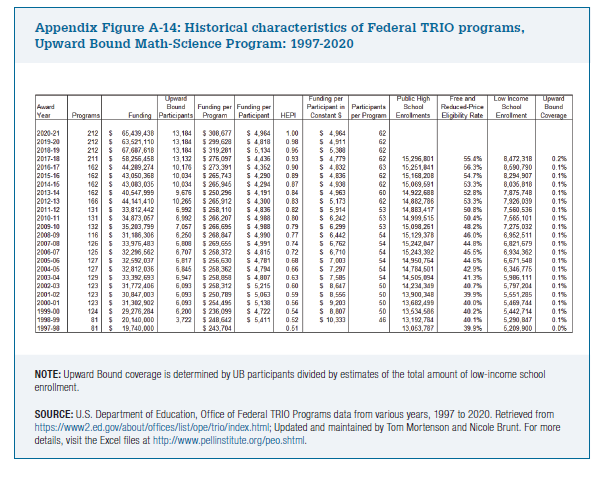 Appendix Figure A-14: Historical characteristics of Federal TRIO programs,
Upward Bound Math-Science Program: 1997-2020
Award Year Programs Funding Upward Bound Participants Funding per Program Funding per Participant HEPI Funding per Participant in Constant $ Participants per Program Public High School Enrollments Free and Reduced-Price Eligibility Rate Low Income School Enrollment Upward Bound Coverage
2020-21 212 $ 65,439,438 13,184 $ 308,677 $ 4,964 1.00 $ 4,964 62
2019-20 212 $ 63,521,110 13,184 $ 299,628 $ 4,818 0.98 $ 4,911 62
2018-19 212 $ 67,687,618 13,184 $ 319,281 $ 5,134 0.95 $ 5,388 62
2017-18 211 $ 58,256,458 13,132 $ 276,097 $ 4,436 0.93 $ 4,779 62 15,296,801 55.4% 8,472,318 0.2%
2016-17 162 $ 44,289,274 10,176 $ 273,391 $ 4,352 0.90 $ 4,832 63 15,251,841 56.3% 8,590,790 0.1%
2015-16 162 $ 43,050,368 10,034 $ 265,743 $ 4,290 0.89 $ 4,836 62 15,168,208 54.7% 8,294,907 0.1%
2014-15 162 $ 43,083,035 10,034 $ 265,945 $ 4,294 0.87 $ 4,938 62 15,069,561 53.3% 8,035,818 0.1%
2013-14 162 $ 40,547,999 9,676 $ 250,296 $ 4,191 0.84 $ 4,963 60 14,922,688 52.8% 7,875,748 0.1%
2012-13 166 $ 44,141,410 10,265 $ 265,912 $ 4,300 0.83 $ 5,173 62 14,882,786 53.3% 7,926,039 0.1%
2011-12 131 $ 33,812,442 6,992 $ 258,110 $ 4,836 0.82 $ 5,914 53 14,883,417 50.8% 7,560,536 0.1%
2010-11 131 $ 34,873,057 6,992 $ 266,207 $ 4,988 0.80 $ 6,242 53 14,999,515 50.4% 7,565,101 0.1%
2009-10 132 $ 35,203,799 7,057 $ 266,695 $ 4,988 0.79 $ 6,299 53 15,098,261 48.2% 7,275,032 0.1%
2008-09 116 $ 31,186,306 6,250 $ 268,847 $ 4,990 0.77 $ 6,442 54 15,129,378 46.0% 6,952,511 0.1%
2007-08 126 $ 33,976,483 6,808 $ 269,655 $ 4,991 0.74 $ 6,762 54 15,242,047 44.8% 6,821,679 0.1%
2006-07 125 $ 32,296,562 6,707 $ 258,372 $ 4,815 0.72 $ 6,710 54 15,243,392 45.5% 6,934,362 0.1%
2005-06 127 $ 32,592,037 6,817 $ 256,630 $ 4,781 0.68 $ 7,003 54 14,950,764 44.6% 6,671,548 0.1%
2004-05 127 $ 32,812,036 6,845 $ 258,362 $ 4,794 0.66 $ 7,297 54 14,784,501 42.9% 6,346,775 0.1%
2003-04 129 $ 33,392,693 6,947 $ 258,858 $ 4,807 0.63 $ 7,585 54 14,505,094 41.3% 5,986,111 0.1%
2002-03 123 $ 31,772,406 6,093 $ 258,312 $ 5,215 0.60 $ 8,647 50 14,234,349 40.7% 5,797,204 0.1%
2001-02 123 $ 30,847,003 6,093 $ 250,789 $ 5,063 0.59 $ 8,556 50 13,900,348 39.9% 5,551,285 0.1%
2000-01 123 $ 31,302,902 6,093 $ 254,495 $ 5,138 0.56 $ 9,203 50 13,682,499 40.0% 5,469,744 0.1%
1999-00 124 $ 29,276,284 6,200 $ 236,099 $ 4,722 0.54 $ 8,807 50 13,534,586 40.2% 5,442,714 0.1%
1998-99 81 $ 20,140,000 3,722 $ 248,642 $ 5,411 0.52 $ 10,333 46 13,192,784 40.1% 5,290,847 0.1%
1997-98 81 $ 19,740,000 $ 243,704 0.51 13,053,787 39.9% 5,209,900 0.0%
NOTE: Upward Bound coverage is determined by UB participants divided by estimates of the total amount of low-income school
enrollment.
SOURCE: U.S. Department of Education, Office of Federal TRIO Programs data from various years, 1997 to 2020. Retrieved from
https://www2.ed.gov/about/offices/list/ope/trio/index.html; Updated and maintained by Tom Mortenson and Nicole Brunt. For more
details, visit the Excel files at http://www.pellinstitute.org/peo.shtml.